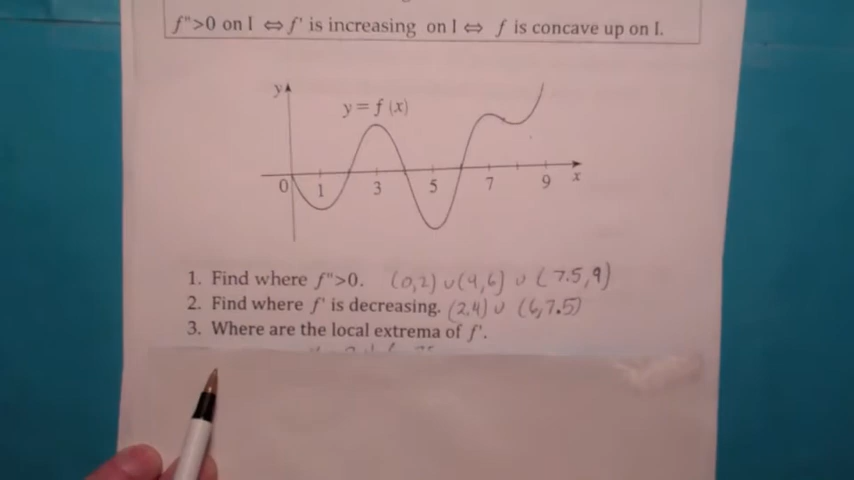 f''>0 on I ⇔ f' is increasing on I ⇔ f is concave up on I.
y
y = f (x)
0 1 3 5 7 9 x
1. Find where f''>0. (0,2) ∪ (4,6) ∪ (7.5,9)
2. Find where f' is decreasing. (2,4) ∪ (6,7.5)
3. Where are the local extrema of f'.